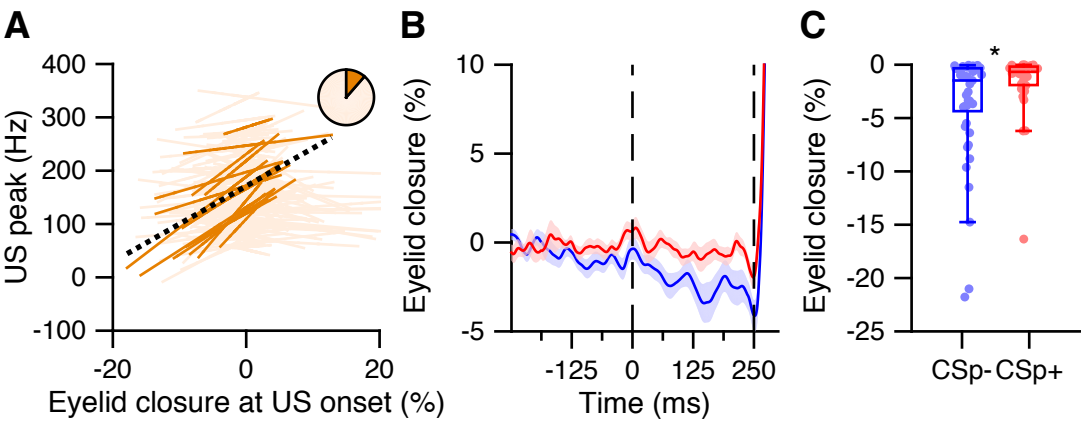 A
400
300
200
100
0
-100
US peak (Hz)
-20
0
20
Eyelid closure at US onset (%)
B
10
5
0
-5
Eyelid closure (%)
-125
0
125
250
Time (ms)
C
*
0
-5
-10
-15
-20
-25
Eyelid closure (%)
CSp-
CSp+